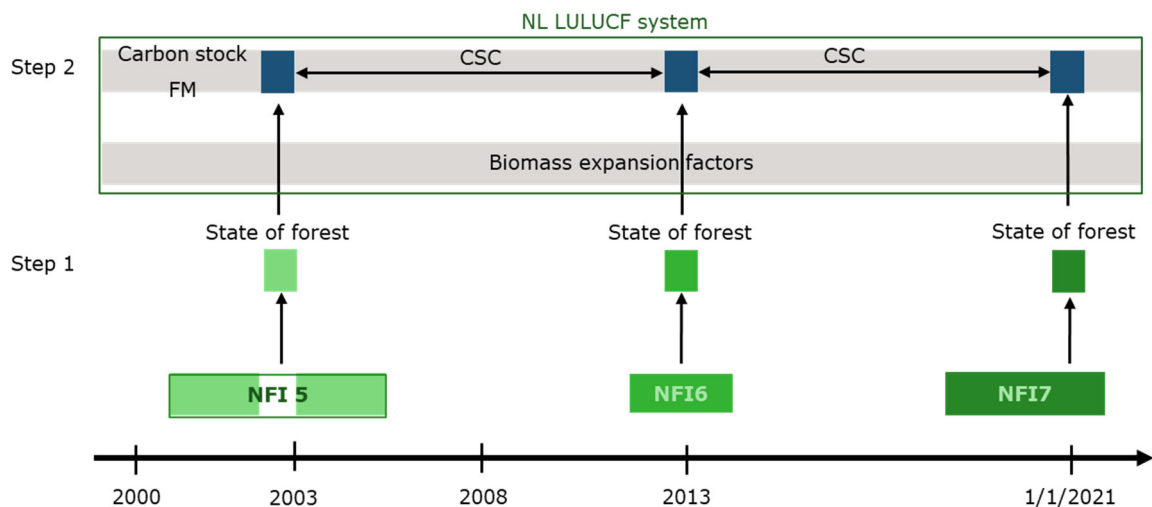 NL LULUCF system
Step 2
Carbon stock
FM
CSC
CSC
Biomass expansion factors
State of forest
State of forest
State of forest
Step 1
NFI 5
NFI6
NFI7
2000
2003
2008
2013
1/1/2021